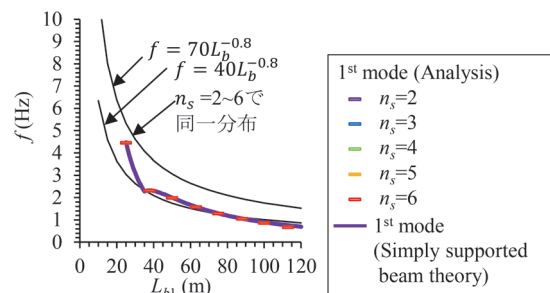 10
9
8
7
6
5
4
3
2
1
0
f (Hz)
f = 70L_b^-0.8
f = 40L_b^-0.8
n_s =2~6で
同一分布
0 20 40 60 80 100 120
L_b1 (m)
1st mode (Analysis)
n_s=2
n_s=3
n_s=4
n_s=5
n_s=6
1st mode
(Simply supported
beam theory)